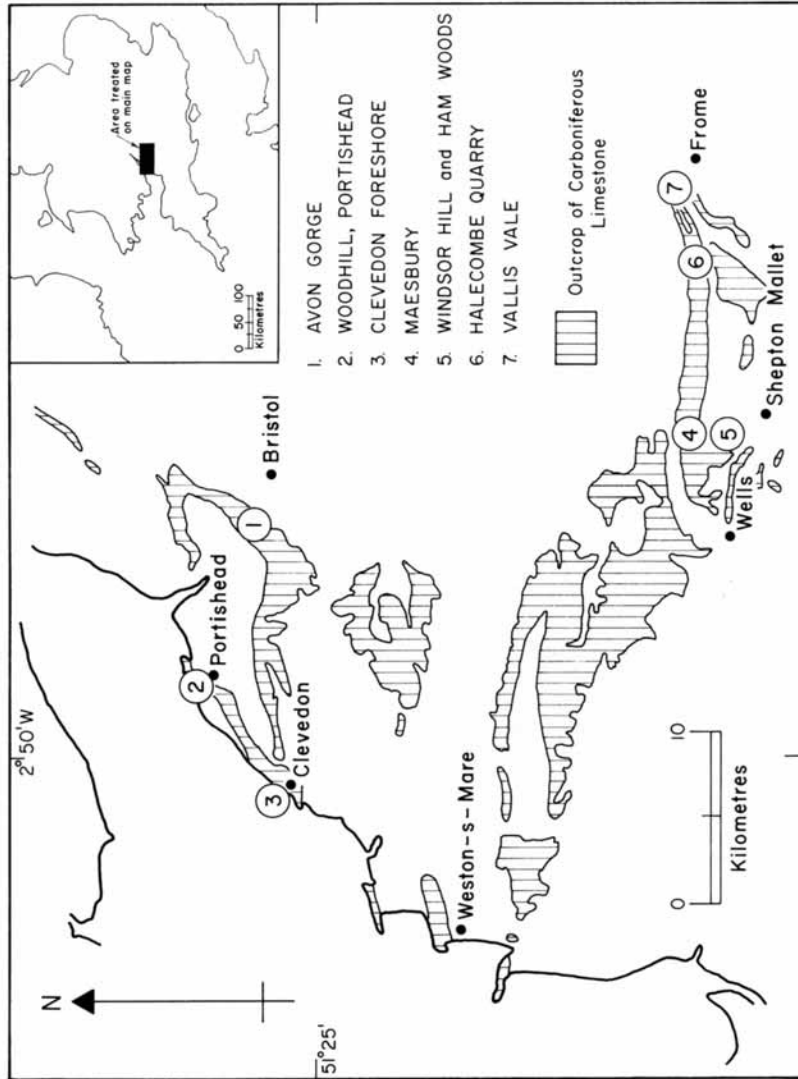 N
2°50'W
51°25'
Area treated
on main map
0 50 100
Kilometres
1. AVON GORGE
2. WOODHILL, PORTISHEAD
3. CLEVEDON FORESHORE
4. MAESBURY
5. WINDSOR HILL and HAM WOODS
6. HALECOMBE QUARRY
7. VALLIS VALE
Outcrop of Carboniferous
Limestone
Bristol
1
2
Portishead
3
Clevedon
Weston-s-Mare
7
Frome
6
4
5
Wells
Shepton Mallet
0 10
Kilometres